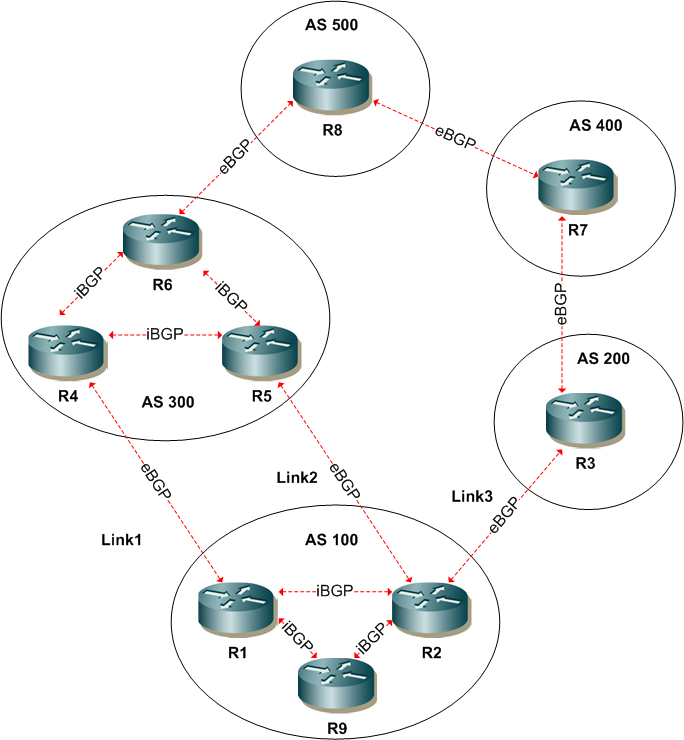 AS 500
R8
eBGP
eBGP
AS 400
R7
R6
iBGP
iBGP
iBGP
R4
R5
AS 300
eBGP
AS 200
R3
Link2
eBGP
Link3
eBGP
eBGP
Link1
AS 100
iBGP
R1
iBGP
iBGP
R2
R9